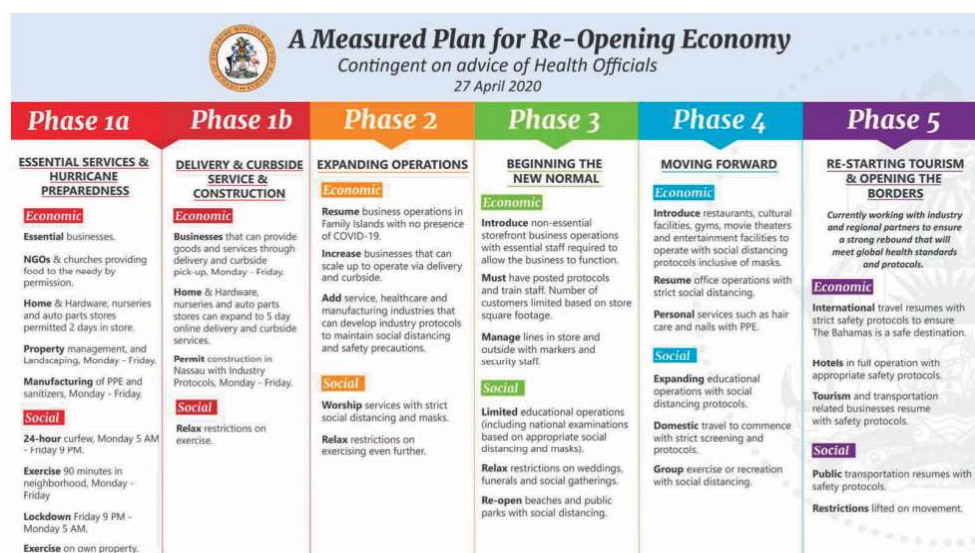 A Measured Plan for Re-Opening Economy
Contingent on advice of Health Officials
27 April 2020
Phase 1a
ESSENTIAL SERVICES &
HURRICANE
PREPAREDNESS
Economic
Essential businesses.
NGOs & churches providing
food to the needy by
permission.
Home & Hardware, nurseries
and auto parts stores
permitted 2 days in store.
Property management, and
Landscaping, Monday - Friday.
Manufacturing of PPE and
sanitizers, Monday - Friday.
Social
24-hour curfew, Monday 5 AM
- Friday 9 PM.
Exercise 90 minutes in
neighborhood, Monday -
Friday
Lockdown Friday 9 PM -
Monday 5 AM.
Exercise on own property.
Phase 1b
DELIVERY & CURBSIDE
SERVICE &
CONSTRUCTION
Economic
Businesses that can provide
goods and services through
delivery and curbside
pick-up, Monday - Friday.
Home & Hardware,
nurseries and auto parts
stores can expand to 5 day
online delivery and curbside
services.
Permit construction in
Nassau with Industry
Protocols, Monday - Friday.
Social
Relax restrictions on
exercise.
Phase 2
EXPANDING OPERATIONS
Economic
Resume business operations in
Family Islands with no presence
of COVID-19.
Increase businesses that can
scale up to operate via delivery
and curbside.
Add service, healthcare and
manufacturing industries that
can develop industry protocols
to maintain social distancing
and safety precautions.
Social
Worship services with strict
social distancing and masks.
Relax restrictions on
exercising even further.
Phase 3
BEGINNING THE
NEW NORMAL
Economic
Introduce non-essential
storefront business operations
with essential staff required to
allow the business to function.
Must have posted protocols
and train staff. Number of
customers limited based on store
square footage.
Manage lines in store and
outside with markers and
security staff.
Social
Limited educational operations
(including national examinations
based on appropriate social
distancing and masks).
Relax restrictions on weddings,
funerals and social gatherings.
Re-open beaches and public
parks with social distancing.
Phase 4
MOVING FORWARD
Economic
Introduce restaurants, cultural
facilities, gyms, movie theaters
and entertainment facilities to
operate with social distancing
protocols inclusive of masks.
Resume office operations with
strict social distancing.
Personal services such as hair
care and nails with PPE.
Social
Expanding educational
operations with social
distancing protocols.
Domestic travel to commence
with strict screening and
protocols.
Group exercise or recreation
with social distancing.
Phase 5
RE-STARTING TOURISM
& OPENING THE
BORDERS
Currently working with industry
and regional partners to ensure
a strong rebound that will
meet global health standards
and protocols.
Economic
International travel resumes with
strict safety protocols to ensure
The Bahamas is a safe destination.
Hotels in full operation with
appropriate safety protocols.
Tourism and transportation
related businesses resume
with safety protocols.
Social
Public transportation resumes with
safety protocols.
Restrictions lifted on movement.